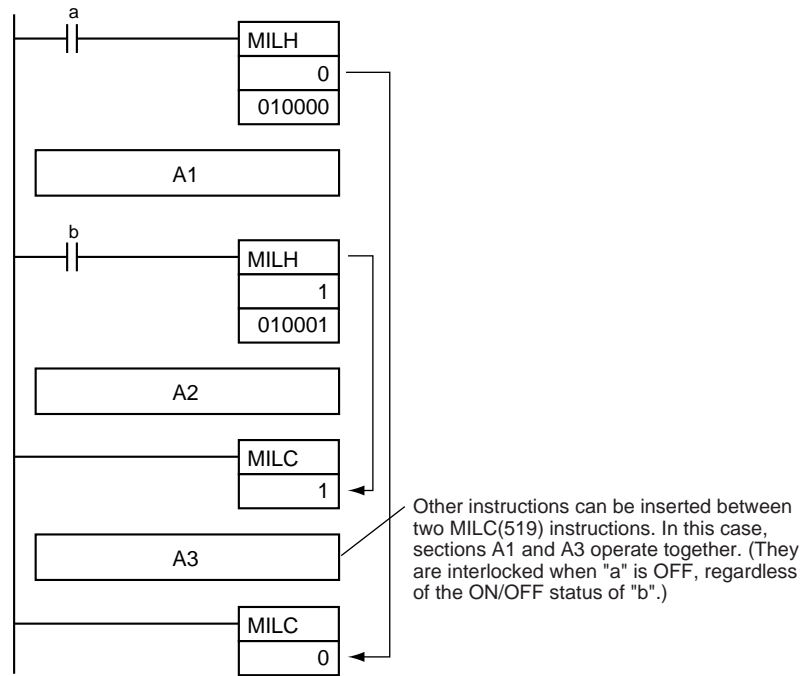 a
MILH
0
010000
A1
b
MILH
1
010001
A2
MILC
1
Other instructions can be inserted between
two MILC(519) instructions. In this case,
sections A1 and A3 operate together. (They
are interlocked when "a" is OFF, regardless
of the ON/OFF status of "b".)
A3
MILC
0